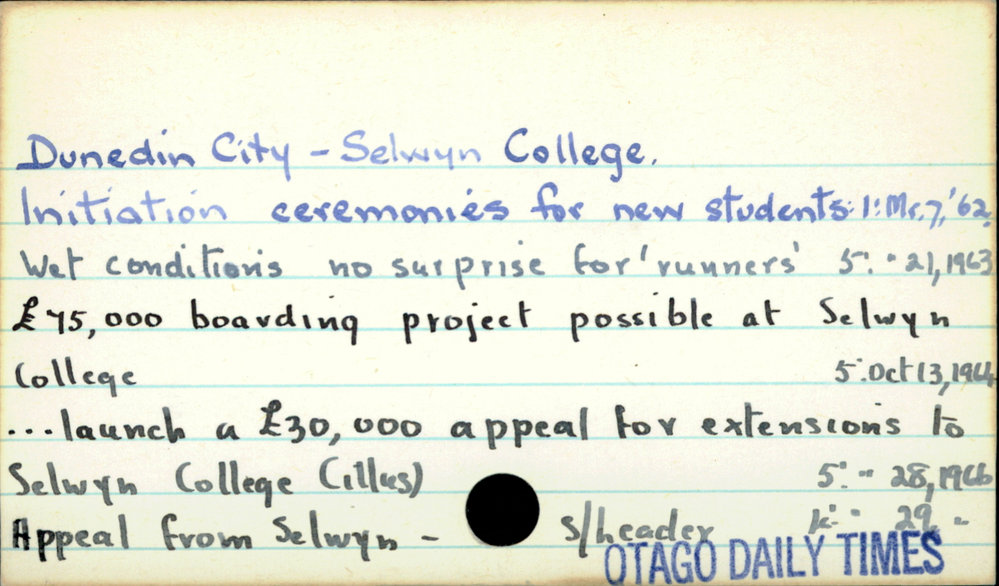 Dunedin City - Selwyn College.
Initiation ceremonies for new students: 1: Mr. 7, '62.
Wet conditions no surprise for 'runners' 5: " 21, 1963
£75,000 boarding project possible at Selwyn
College 5: Oct 13, 1964
...launch a £30,000 appeal for extensions to
Selwyn College (illus) 5: " 28, 1966
Appeal from Selwyn - s/header " 29 "
OTAGO DAILY TIMES